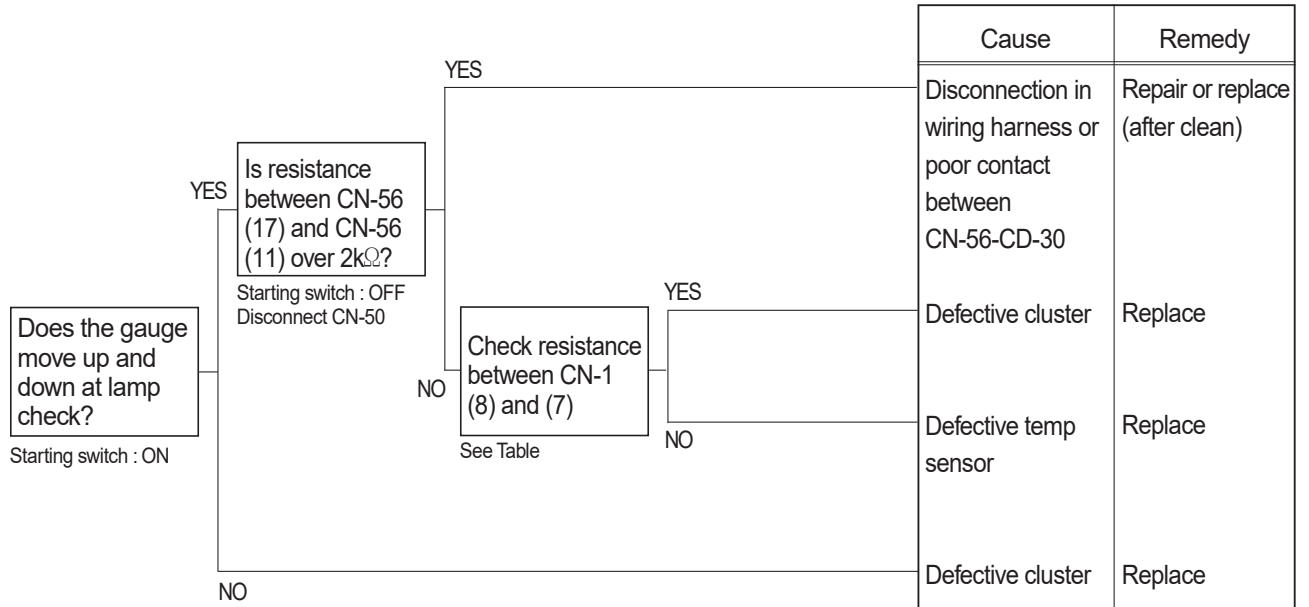 Cause
Remedy
YES
Disconnection in
wiring harness or
poor contact
between
CN-56-CD-30
Repair or replace
(after clean)
YES
Is resistance
between CN-56
(17) and CN-56
(11) over 2kΩ?
Starting switch : OFF
Disconnect CN-50
YES
Defective cluster
Replace
Does the gauge
move up and
down at lamp
check?
Starting switch : ON
NO
Check resistance
between CN-1
(8) and (7)
See Table
NO
Defective temp
sensor
Replace
NO
Defective cluster
Replace